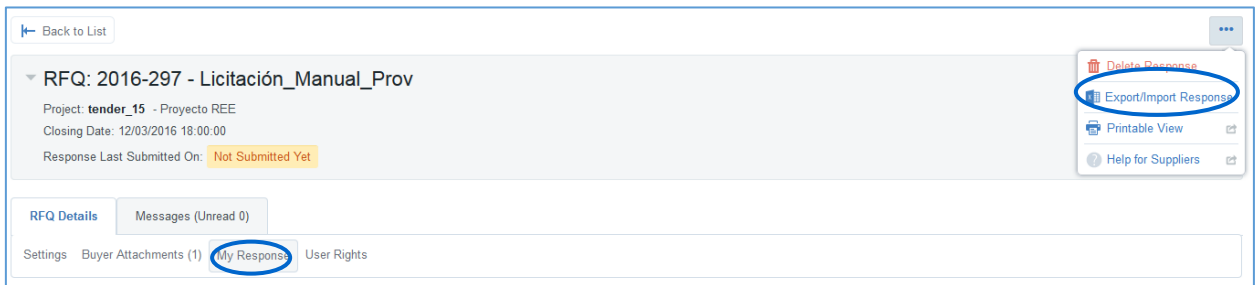 Back to List
•••
RFQ: 2016-297 - Licitación_Manual_Prov
Project: tender_15 - Proyecto REE
Closing Date: 12/03/2016 18:00:00
Response Last Submitted On: Not Submitted Yet
Delete Response
Export/Import Response
Printable View
Help for Suppliers
RFQ Details Messages (Unread 0)
Settings Buyer Attachments (1) My Response User Rights